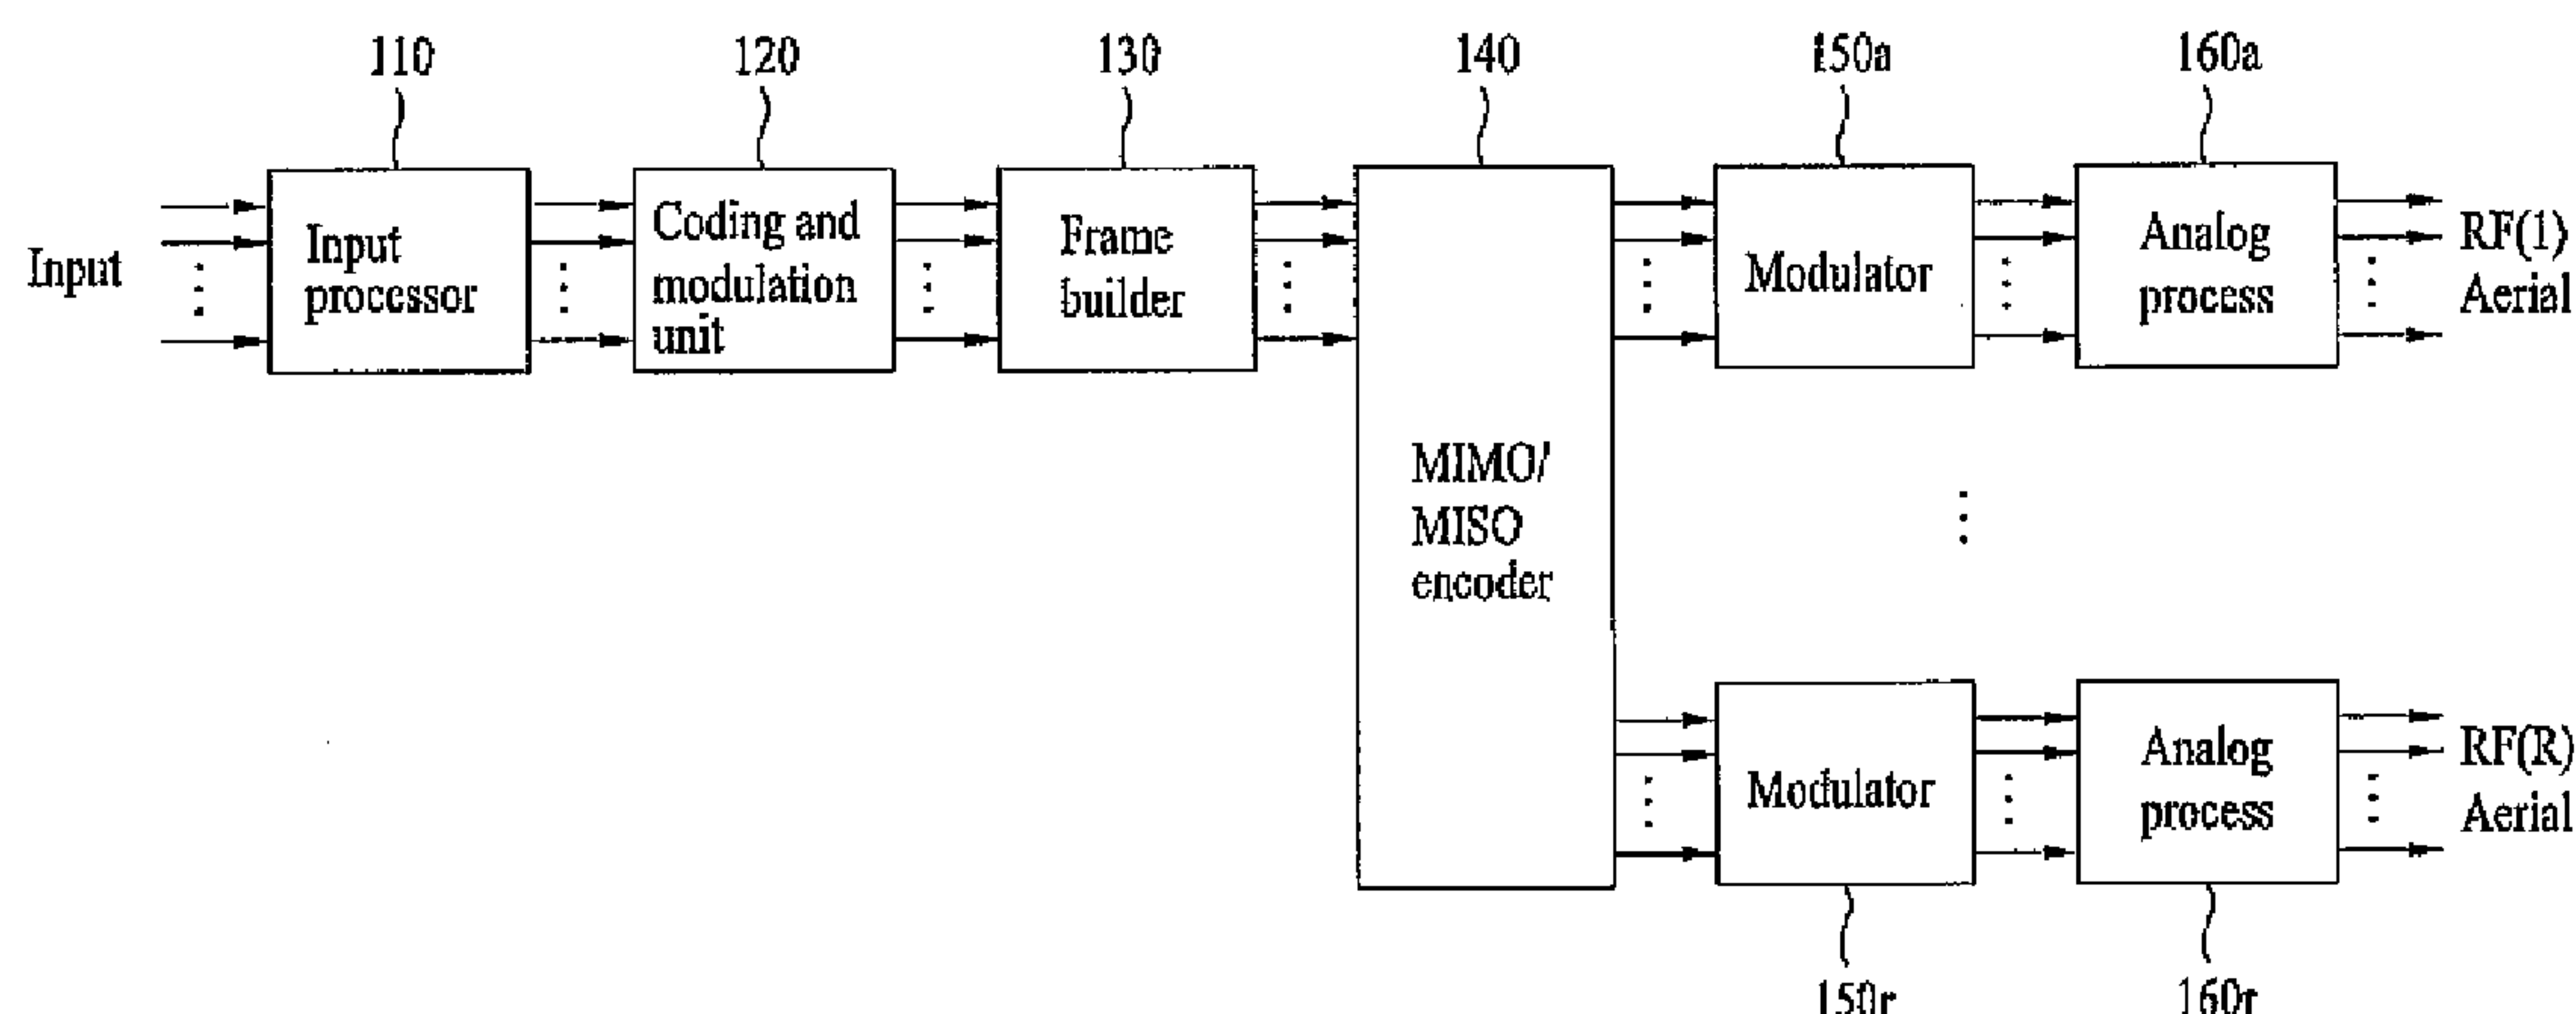 110
120
130
140
150a
160a
Input
Input
processor
Coding and
modulation
unit
Frame
builder
MIMO/
MISO
encoder
Modulator
Analog
process
RF(1)
Aerial
Modulator
Analog
process
RF(R)
Aerial
150r
160r